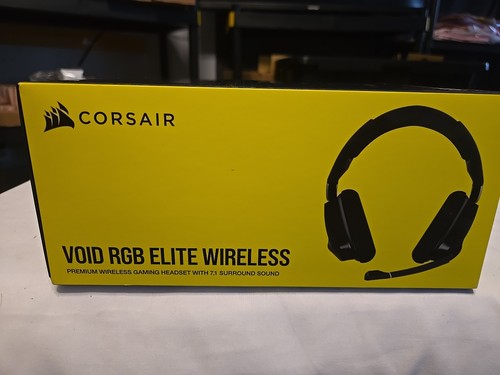 CORSAIR
VOID RGB ELITE WIRELESS
PREMIUM WIRELESS GAMING HEADSET WITH 7.1 SURROUND SOUND